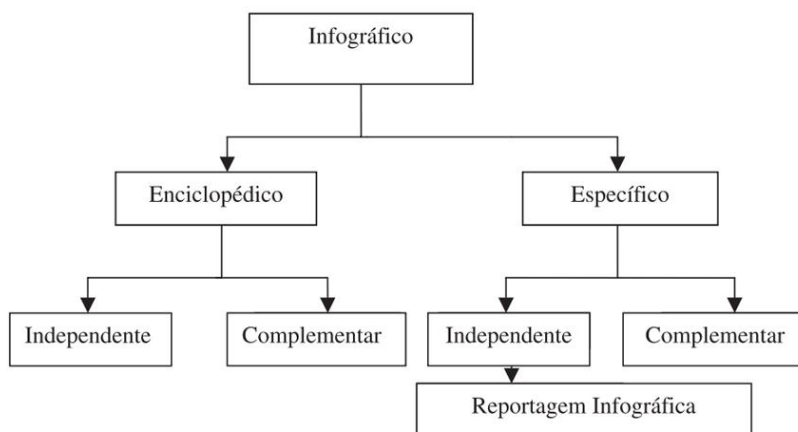 Infográfico
Enciclopédico
Específico
Independente
Complementar
Independente
Complementar
Reportagem Infográfica